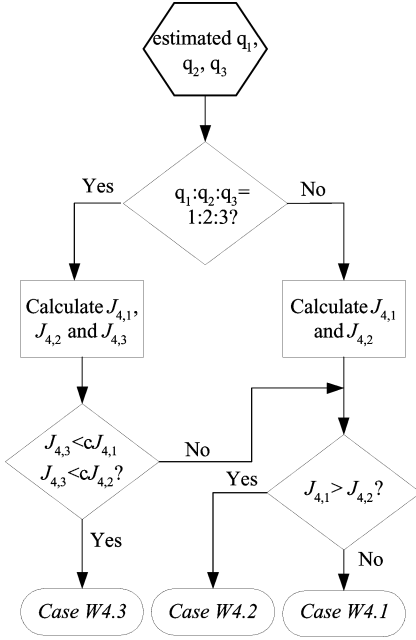 estimated q₁,
q₂, q₃
Yes
q₁:q₂:q₃=
1:2:3?
No
Calculate J₄,₁,
J₄,₂ and J₄,₃
Calculate J₄,₁
and J₄,₂
J₄,₃<cJ₄,₁
J₄,₃<cJ₄,₂?
No
Yes
J₄,₁> J₄,₂?
Yes
No
Case W4.3
Case W4.2
Case W4.1